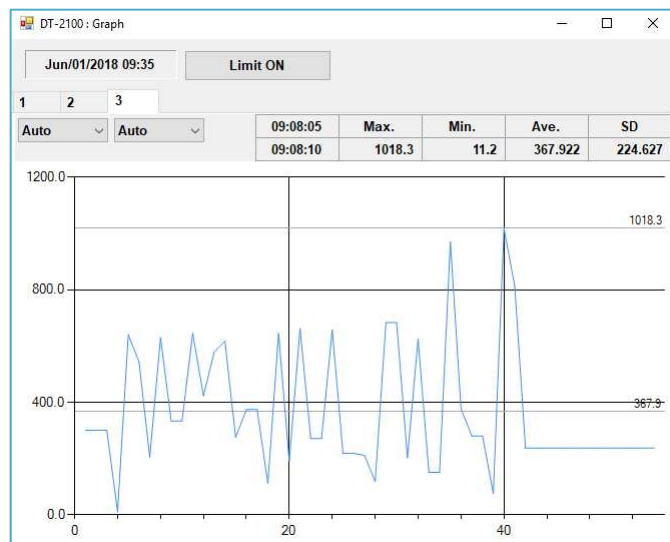 DT-2100 : Graph
Jun/01/2018 09:35 Limit ON
1 2 3
Auto Auto 09:08:05 Max. Min. Ave. SD
09:08:10 1018.3 11.2 367.922 224.627
1200.0
1018.3
800.0
400.0
367.9
0.0
0 20 40